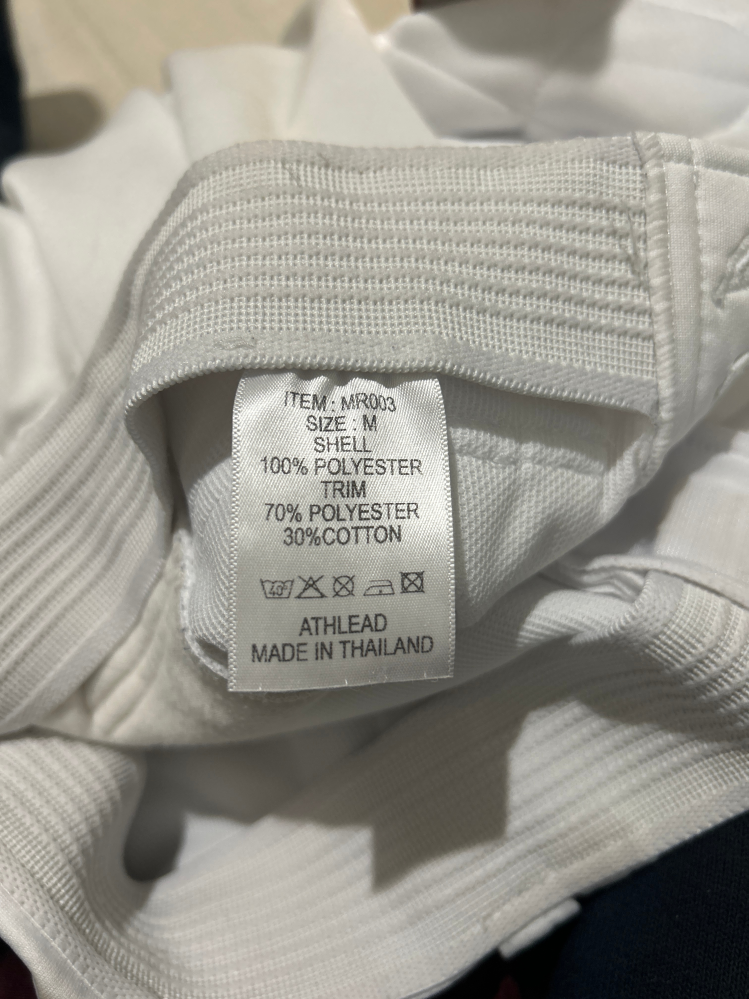 ITEM : MR003
SIZE : M
SHELL
100% POLYESTER
TRIM
70% POLYESTER
30%COTTON
40°
ATHLEAD
MADE IN THAILAND